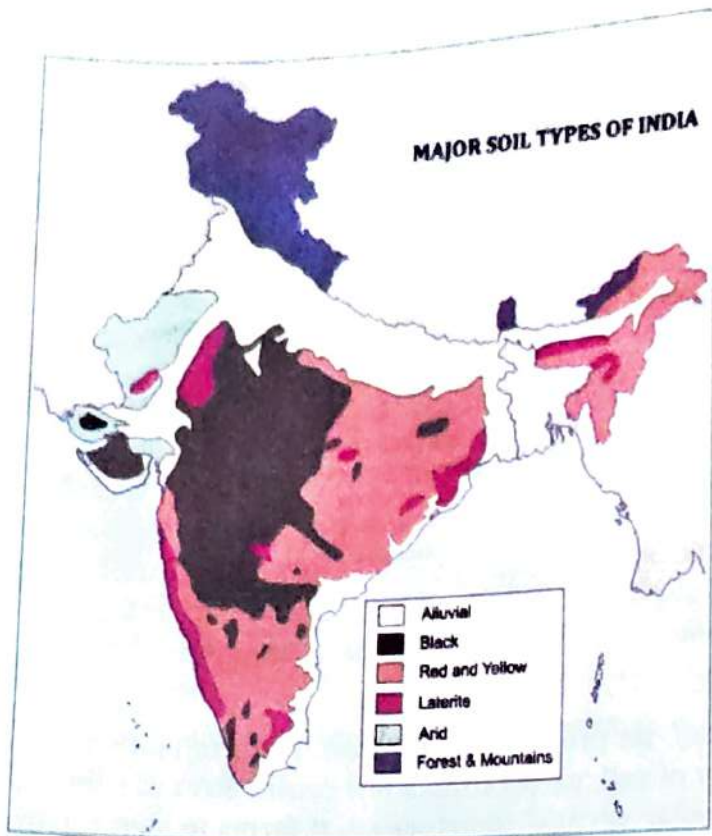 MAJOR SOIL TYPES OF INDIA
Alluvial
Black
Red and Yellow
Laterite
Arid
Forest & Mountains